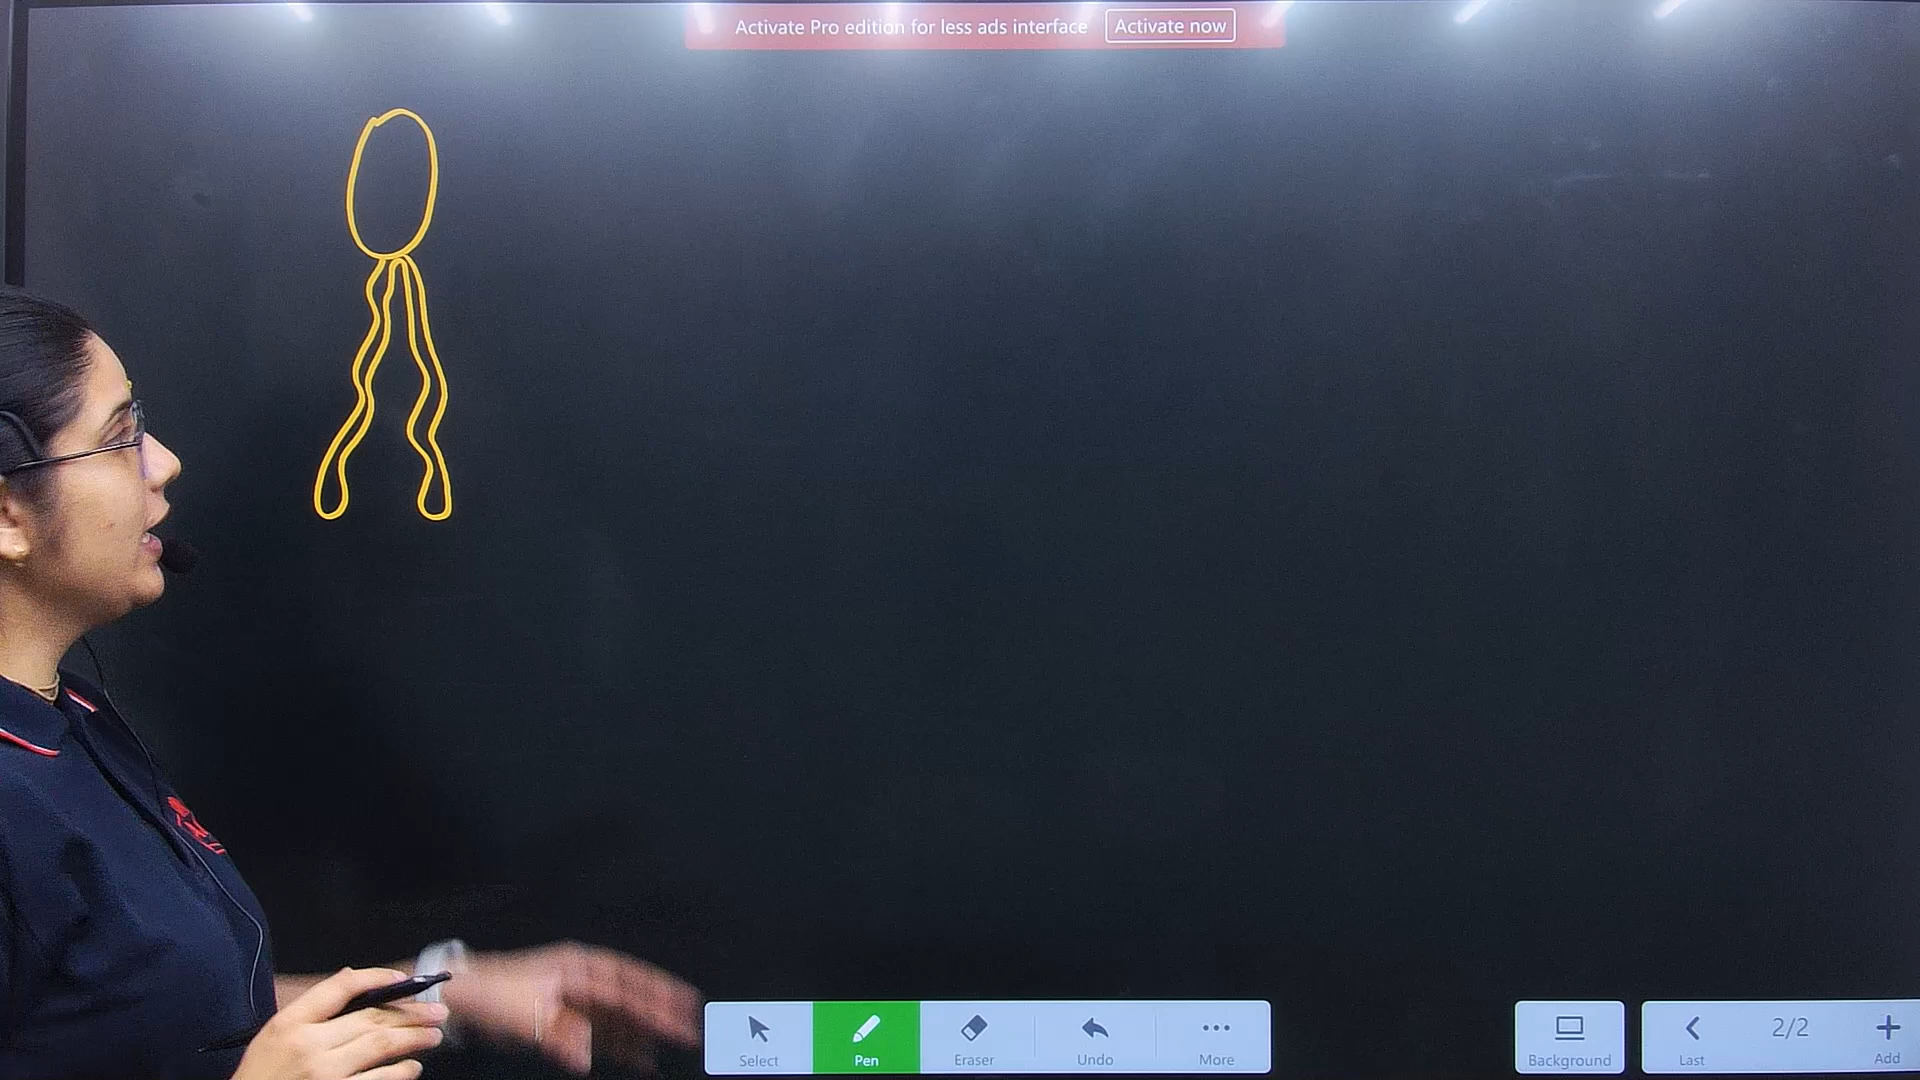 Activate Pro edition for less ads interface Activate now
Select Pen Eraser Undo More Background Last 2/2 Add